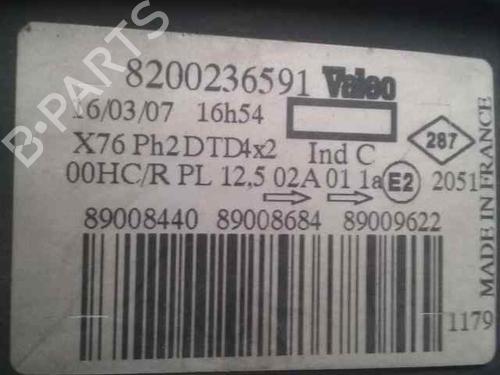 B-PARTS
8200236591 Valeo
16/03/07 16h54
X76 Ph2 DTD4x2 Ind C
287
00HC/R PL 12,5 02A 01 1a E2 2051
89008440 89008684 89009622
1179
MADE IN FRANCE